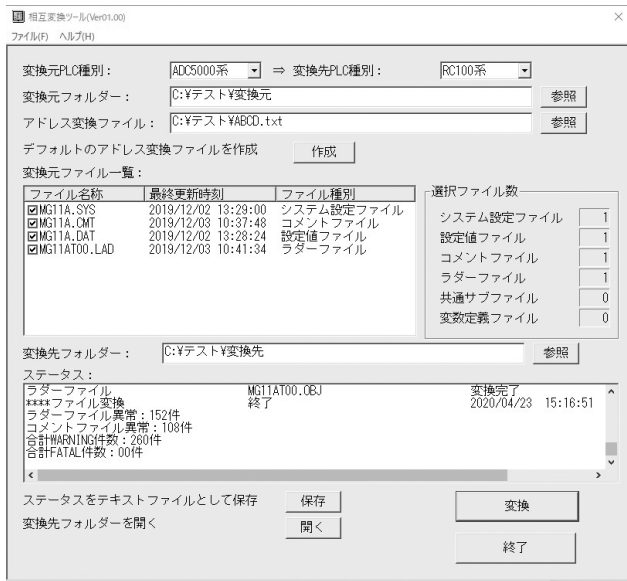 相互変換ツール(Ver01.00)
ファイル(F) ヘルプ(H)
変換元PLC種別： ADC5000系 ⇒ 変換先PLC種別： RC100系
変換元フォルダー： C:¥テスト¥変換元 参照
アドレス変換ファイル： C:¥テスト¥ABCD.txt 参照
デフォルトのアドレス変換ファイルを作成 作成
変換元ファイル一覧：
ファイル名称 最終更新時刻 ファイル種別
MG11A.SYS 2019/12/02 13:29:00 システム設定ファイル
MG11A.CMT 2019/12/03 10:37:48 コメントファイル
MG11A.DAT 2019/12/02 13:28:24 設定値ファイル
MG11AT00.LAD 2019/12/03 10:41:34 ラダーファイル
選択ファイル数
システム設定ファイル 1
設定値ファイル 1
コメントファイル 1
ラダーファイル 1
共通サブファイル 0
変数定義ファイル 0
変換先フォルダー： C:¥テスト¥変換先 参照
ステータス：
ラダーファイル MG11AT00.OBJ 変換完了
****ファイル変換 終了 2020/04/23 15:16:51
ラダーファイル異常：152件
コメントファイル異常：108件
合計WARNING件数：260件
合計FATAL件数：00件
ステータスをテキストファイルとして保存 保存
変換先フォルダーを開く 開く
変換
終了